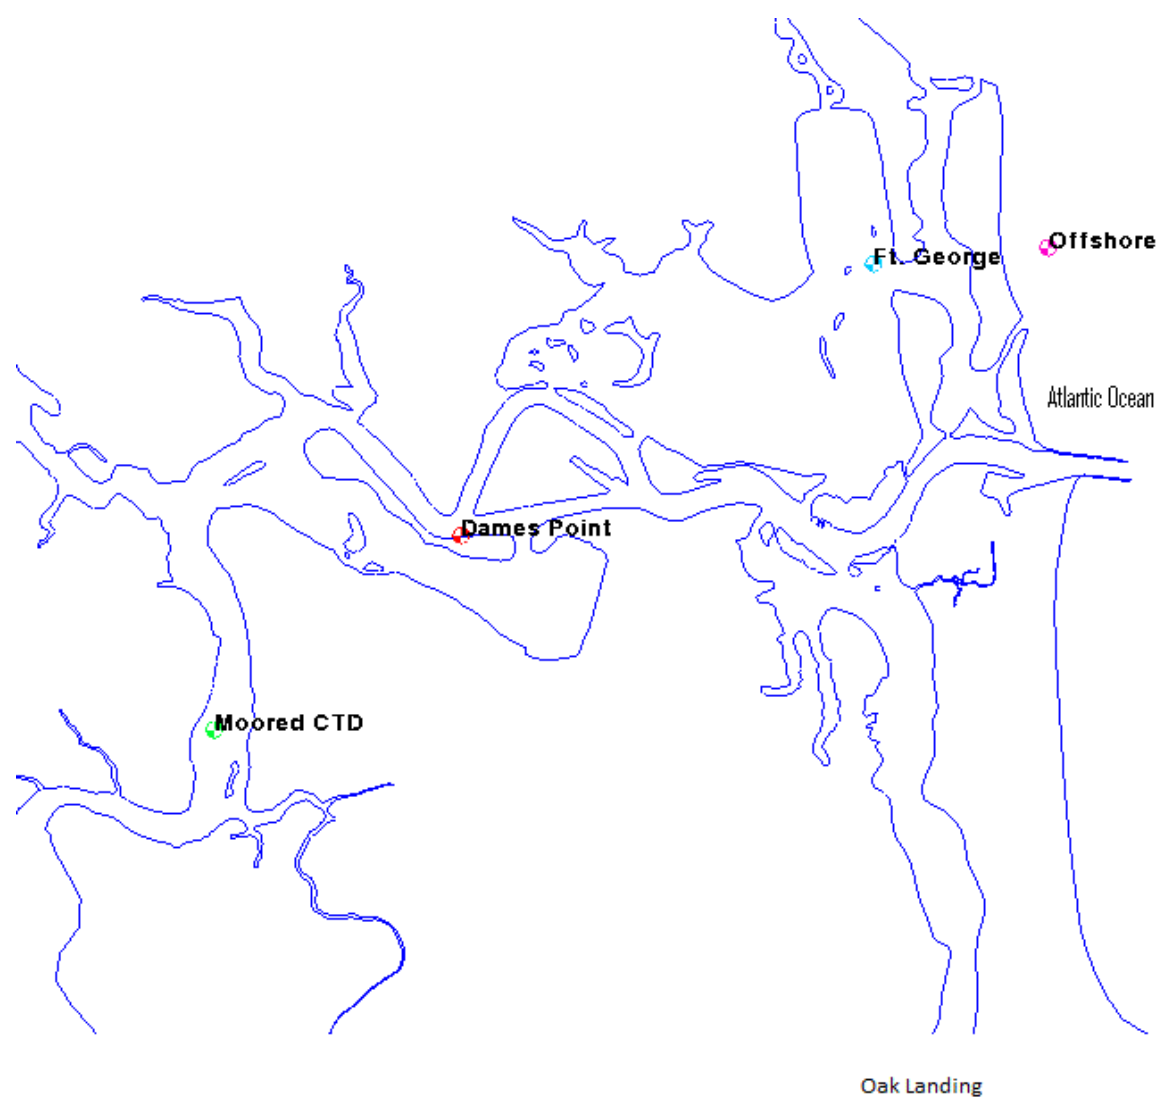 Offshore
Ft. George
Atlantic Ocean
Dames Point
Moored CTD
Oak Landing